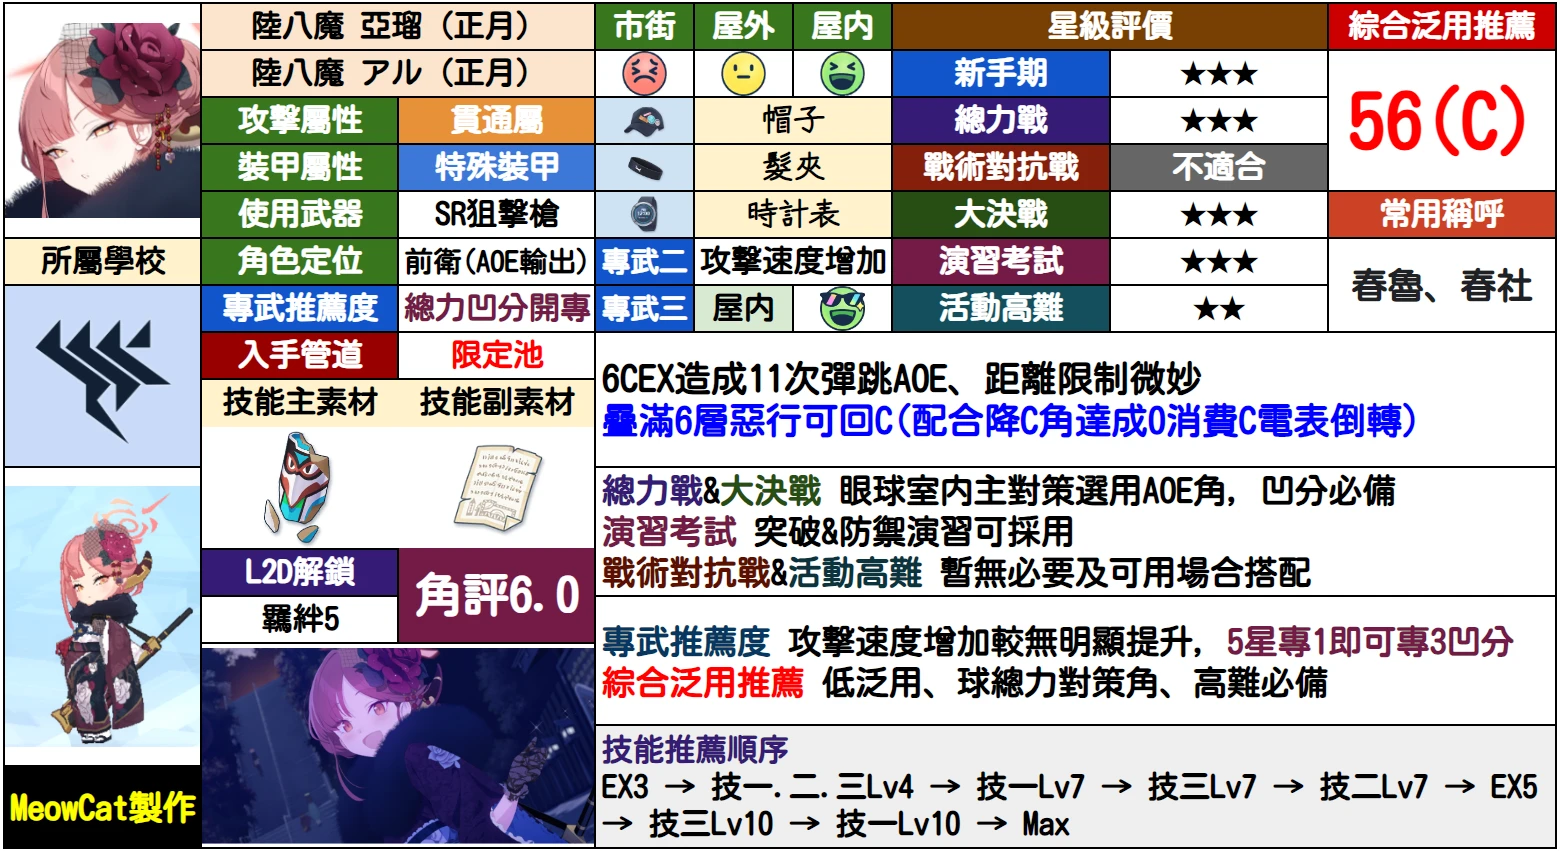 陸八魔 亞瑠 (正月)
陸八魔 アル (正月)
市街
屋外
屋內
星級評價
綜合泛用推薦
新手期
★★★
56(C)
攻擊屬性
貫通屬
帽子
總力戰
★★★
裝甲屬性
特殊裝甲
髮夾
戰術對抗戰
不適合
使用武器
SR狙擊槍
時計表
大決戰
★★★
常用稱呼
所屬學校
角色定位
前衛(AOE輸出)
專武二
攻擊速度增加
演習考試
★★★
春魯、春社
專武推薦度
總力凹分開專
專武三
屋內
活動高難
★★
入手管道
限定池
技能主素材
技能副素材
6CEX造成11次彈跳AOE、距離限制微妙
疊滿6層惡行可回C(配合降C角達成0消費C電表倒轉)
總力戰&大決戰 眼球室內主對策選用AOE角, 凹分必備
演習考試 突破&防禦演習可採用
戰術對抗戰&活動高難 暫無必要及可用場合搭配
L2D解鎖
羈絆5
角評6.0
專武推薦度 攻擊速度增加較無明顯提升, 5星專1即可專3凹分
綜合泛用推薦 低泛用、球總力對策角、高難必備
技能推薦順序
EX3 → 技一.二.三Lv4 → 技一Lv7 → 技三Lv7 → 技二Lv7 → EX5
→ 技三Lv10 → 技一Lv10 → Max
MeowCat製作